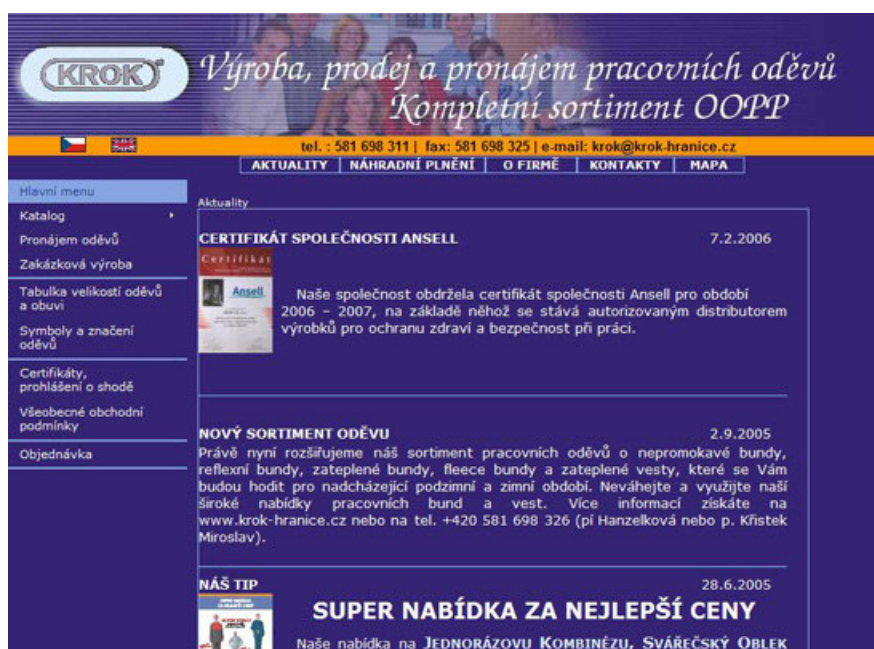 KROK
Výroba, prodej a pronájem pracovních oděvů
Kompletní sortiment OOPP
tel. : 581 698 311 | fax: 581 698 325 | e-mail: krok@krok-hranice.cz
AKTUALITY | NÁHRADNÍ PLNĚNÍ | O FIRMĚ | KONTAKTY | MAPA
Hlavní menu
Katalog
Pronájem oděvů
Zakázková výroba
Tabulka velikostí oděvů
a obuvi
Symboly a značení
oděvů
Certifikáty,
prohlášení o shodě
Všeobecné obchodní
podmínky
Objednávka
Aktuality
CERTIFIKÁT SPOLEČNOSTI ANSELL 7.2.2006
Certifikát
Ansell
Naše společnost obdržela certifikát společnosti Ansell pro období
2006 – 2007, na základě něhož se stává autorizovaným distributorem
výrobků pro ochranu zdraví a bezpečnost při práci.
NOVÝ SORTIMENT ODĚVU 2.9.2005
Právě nyní rozšiřujeme náš sortiment pracovních oděvů o nepromokavé bundy,
reflexní bundy, zateplené bundy, fleece bundy a zateplené vesty, které se Vám
budou hodit pro nadcházející podzimní a zimní období. Neváhejte a využijte naší
široké nabídky pracovních bund a vest. Více informací získáte na
www.krok-hranice.cz nebo na tel. +420 581 698 326 (pí Hanzelková nebo p. Křistek
Miroslav).
NÁŠ TIP 28.6.2005
SUPER NABÍDKA ZA NEJLEPŠÍ CENY
Naše nabídka na JEDNORÁZOVU KOMBINÉZU, SVÁŘEČSKÝ OBLEK